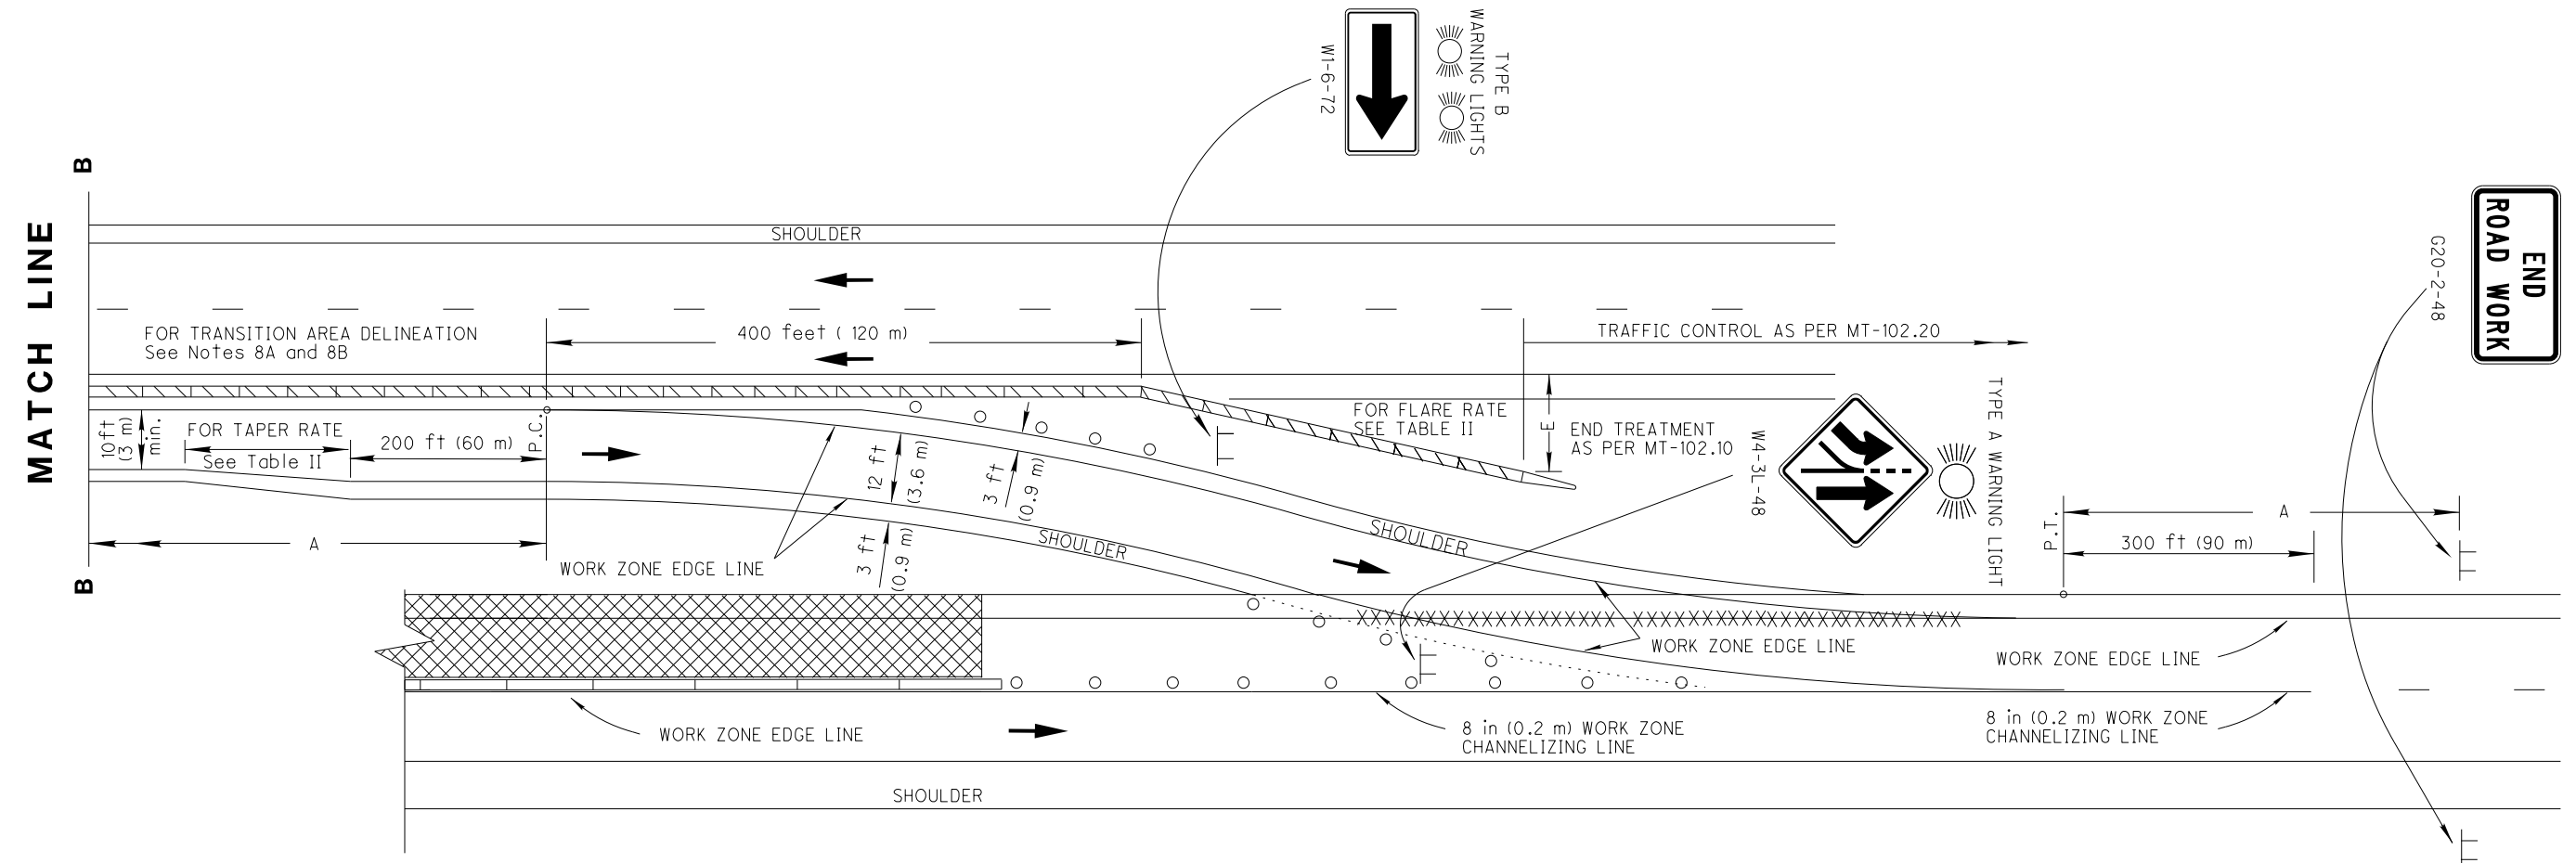 MATCH LINE
B
B
SHOULDER
FOR TRANSITION AREA DELINEATION
See Notes 8A and 8B
400 feet ( 120 m)
TRAFFIC CONTROL AS PER MT-102.20
10ft
(3 m)
min.
FOR TAPER RATE
See Table II
200 ft (60 m)
P.C.
A
WORK ZONE EDGE LINE
12 ft
(3.6 m)
3 ft
(0.9 m)
3 ft
(0.9 m)
SHOULDER
SHOULDER
W1-6-72
TYPE B
WARNING LIGHTS
FOR FLARE RATE
SEE TABLE II
E
END TREATMENT
AS PER MT-102.10
W4-3L-48
TYPE A WARNING LIGHT
P.T.
A
300 ft (90 m)
G20-2-48
END
ROAD WORK
WORK ZONE EDGE LINE
WORK ZONE EDGE LINE
WORK ZONE EDGE LINE
8 in (0.2 m) WORK ZONE
CHANNELIZING LINE
8 in (0.2 m) WORK ZONE
CHANNELIZING LINE
SHOULDER